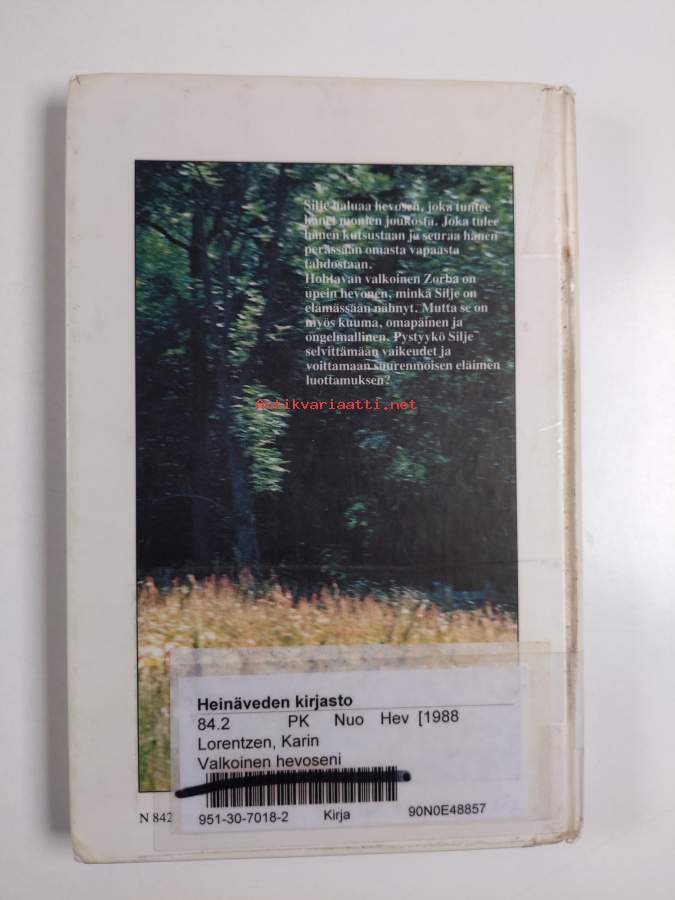 Silje haluaa hevosen, joka tuntee
hänet monien joukosta. Joka tulee
hänen kutsustaan ja seuraa hänen
perässään omasta vapaasta
tahdostaan.
Hohtavan valkoinen Zorba on
upein hevonen, minkä Silje on
elämässään nähnyt. Mutta se on
myös kuuma, omapäinen ja
ongelmallinen. Pystyykö Silje
selvittämään vaikeudet ja
voittamaan suurenmoisen eläimen
luottamuksen?
Antikvariaatti.net
Heinäveden kirjasto
84.2 PK Nuo Hev [1988
Lorentzen, Karin
Valkoinen hevoseni
951-30-7018-2 Kirja 90N0E48857
N 842